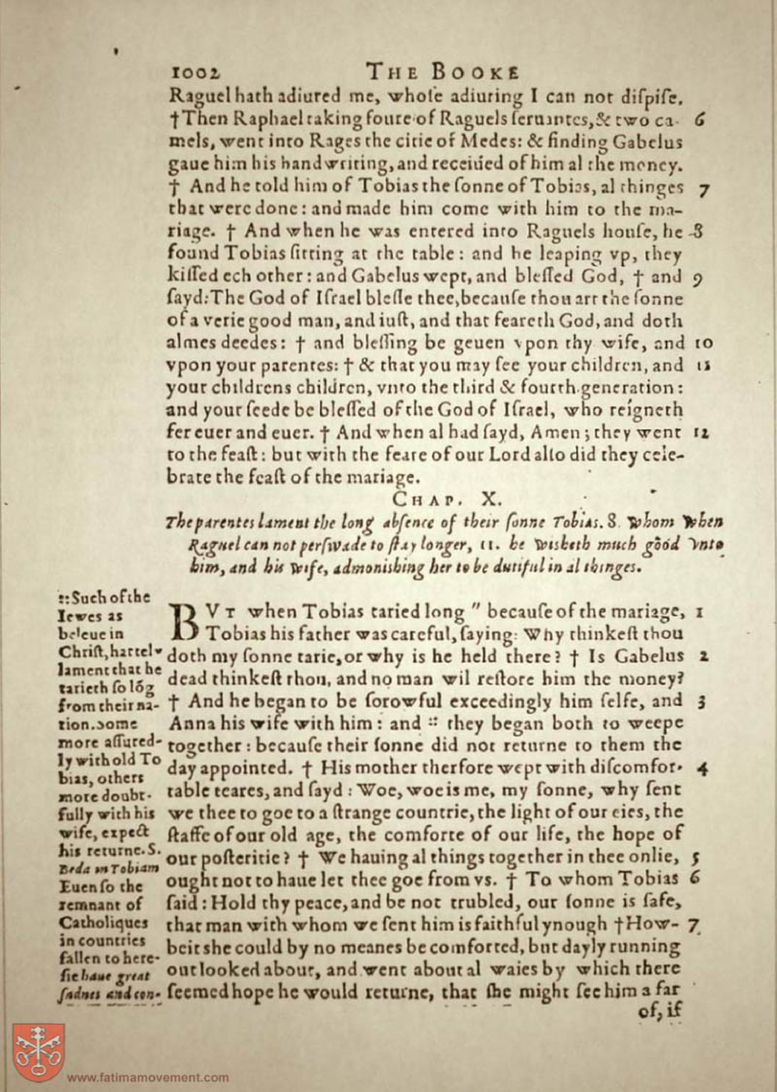 1002 THE BOOKE
Raguel hath adiured me, whoſe adiuring I can not diſpiſe.
†Then Raphael taking foure of Raguels ſeruantes,& two ca- 6
mels, went into Rages the citie of Medes: & finding Gabelus
gaue him his handwriting, and receiued of him al the money.
† And he told him of Tobias the ſonne of Tobias, al thinges 7
that were done: and made him come with him to the ma-
riage. † And when he was entered into Raguels houſe, he 8
found Tobias ſitting at the table: and he leaping vp, they
kiſſed ech other: and Gabelus wept, and bleſſed God, † and 9
ſayd: The God of Iſrael bleſſe thee, becauſe thou art the ſonne
of a verie good man, and iuſt, and that feareth God, and doth
almes deedes: † and bleſſing be geuen vpon thy wife, and 10
vpon your parentes: † & that you may ſee your children, and 11
your childrens children, vnto the third & fourth generation:
and your ſeede be bleſſed of the God of Iſrael, who reigneth
for euer and euer. † And when al had ſayd, Amen; they went 12
to the feaſt: but with the feare of our Lord alſo did they cele-
brate the feaſt of the mariage.
CHAP. X.
The parentes lament the long abſence of their ſonne Tobias. 8. whom when
Raguel can not perſwade to ſtay longer, 11. he wisheth much good vnto
him, and his wife, admonishing her to be dutiful in al thinges.
BVT when Tobias taried long " becauſe of the mariage, 1
Tobias his father was careful, ſaying: Why thinkeſt thou
doth my ſonne tarie, or why is he held there? † Is Gabelus 2
dead thinkeſt thou, and no man wil reſtore him the money?
† And he began to be ſorowful exceedingly him ſelfe, and 3
Anna his wife with him: and :: they began both to weepe
together: becauſe their ſonne did not returne to them the
day appointed. † His mother therfore wept with diſcomfor- 4
table teares, and ſayd: Woe, woe is me, my ſonne, why ſent
we thee to goe to a ſtrange countrie, the light of our eies, the
ſtaffe of our old age, the comforte of our life, the hope of
our poſteritie? † We hauing al things together in thee onlie, 5
ought not to haue let thee goe from vs. † To whom Tobias 6
ſaid: Hold thy peace, and be not trubled, our ſonne is ſafe,
that man with whom we ſent him is faithful ynough †How- 7
beit she could by no meanes be comforted, but dayly running
out looked about, and went about al waies by which there
ſeemed hope he would returne, that she might ſee him a far
of, if
::Such of the
Iewes as
beleue in
Chriſt, hartel-
lament that he
tarieth ſo lõg
from their na-
tion. Some
more aſſured-
ly with old To
bias, others
more doubt-
fully with his
wife, expect
his returne. S.
Beda in Tobiam
Euen ſo the
remnant of
Catholiques
in countries
fallen to here-
ſie haue great
ſadnes and con-
www.fatimamovement.com